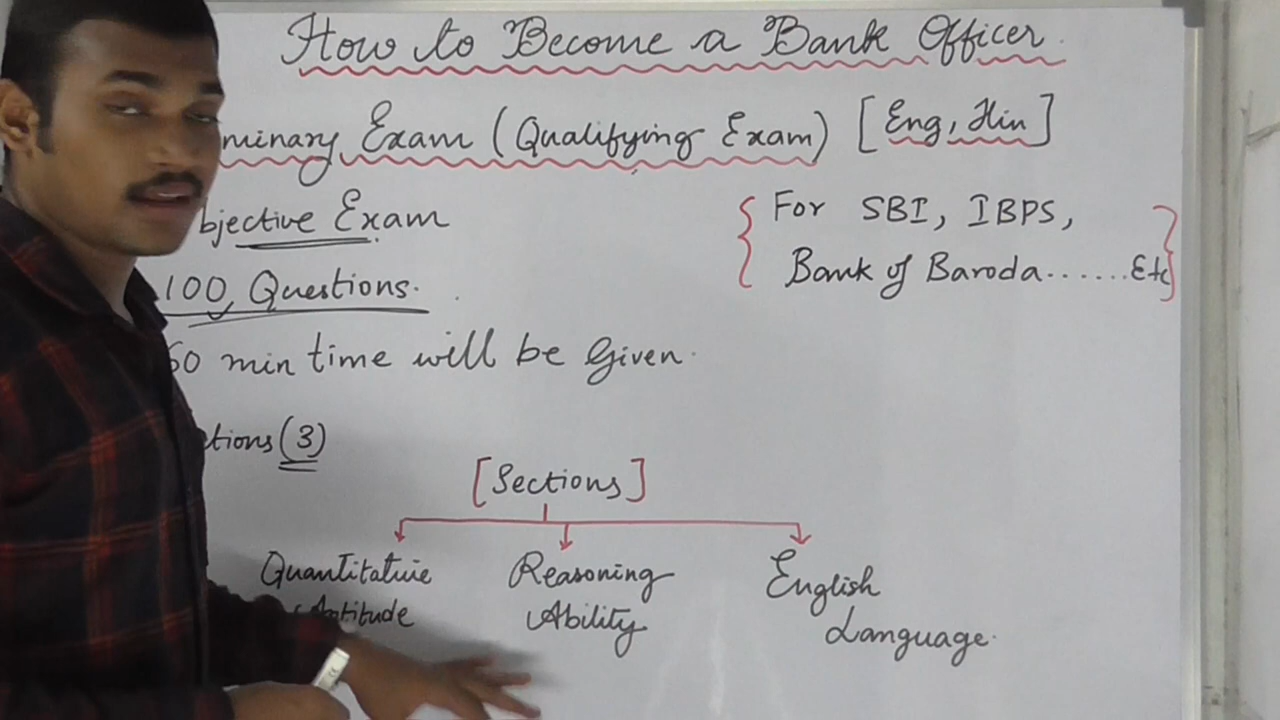 How to Become a Bank Officer.
minary Exam (Qualifying Exam) [Eng, Hin]
bjective Exam
{ For SBI, IBPS,
Bank of Baroda......Etc }
100 Questions.
60 min time will be Given.
ctions (3)
[Sections]
Quantitative
Aptitude
Reasoning
Ability
English
Language.